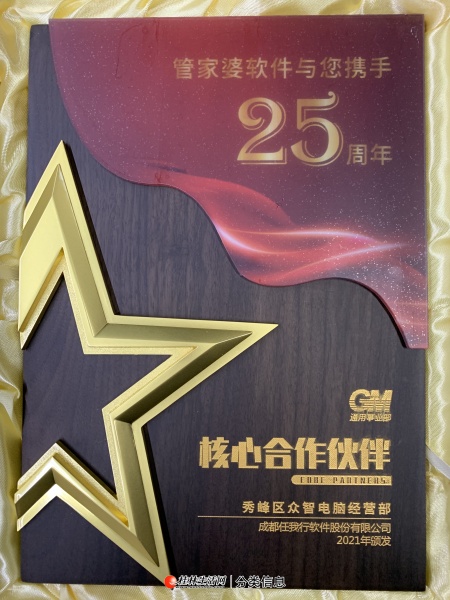 管家婆软件与您携手
25周年
GM
通用事业部
核心合作伙伴
CORE PARTNERS
秀峰区众智电脑经营部
成都任我行软件股份有限公司
2021年颁发
桂林生活网 | 分类信息